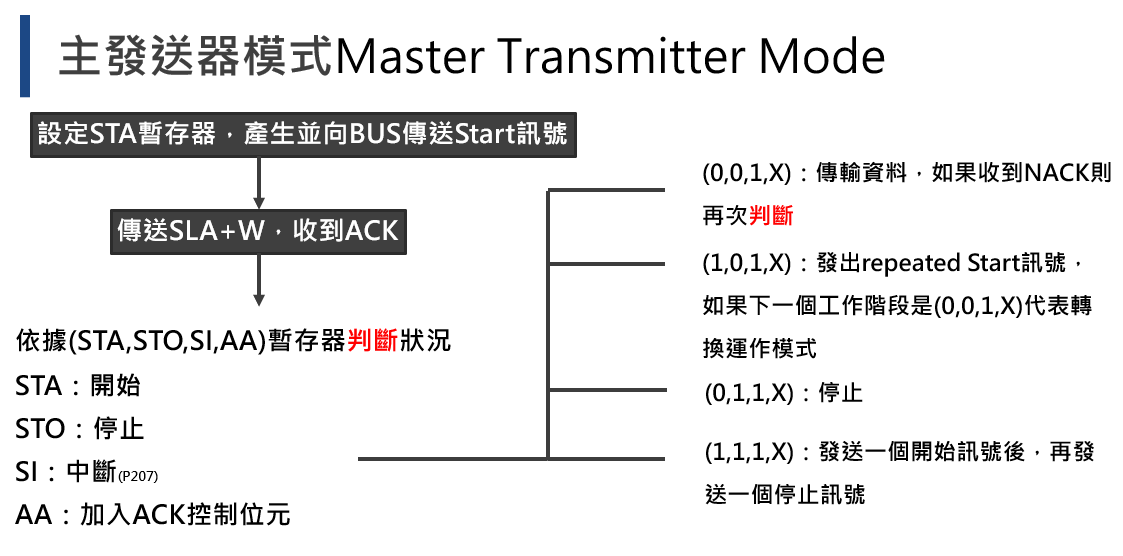 主發送器模式Master Transmitter Mode
設定STA暫存器，產生並向BUS傳送Start訊號
傳送SLA+W，收到ACK
依據(STA,STO,SI,AA)暫存器判斷狀況
STA：開始
STO：停止
SI：中斷(P207)
AA：加入ACK控制位元
(0,0,1,X)：傳輸資料，如果收到NACK則
再次判斷
(1,0,1,X)：發出repeated Start訊號，
如果下一個工作階段是(0,0,1,X)代表轉
換運作模式
(0,1,1,X)：停止
(1,1,1,X)：發送一個開始訊號後，再發
送一個停止訊號